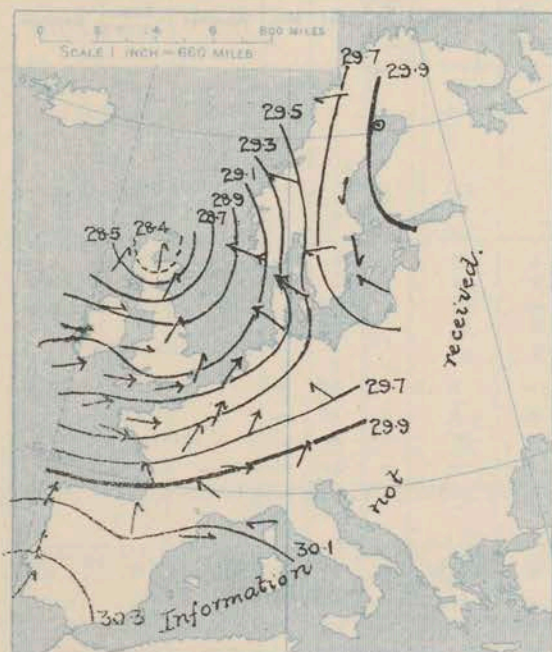 0 2 4 6 800 MILES
SCALE 1 INCH = 660 MILES
29.7
29.9
29.5
29.3
29.1
28.9
28.7
28.4
28.5
29.7
29.9
30.1
30.3
Information
not
received.